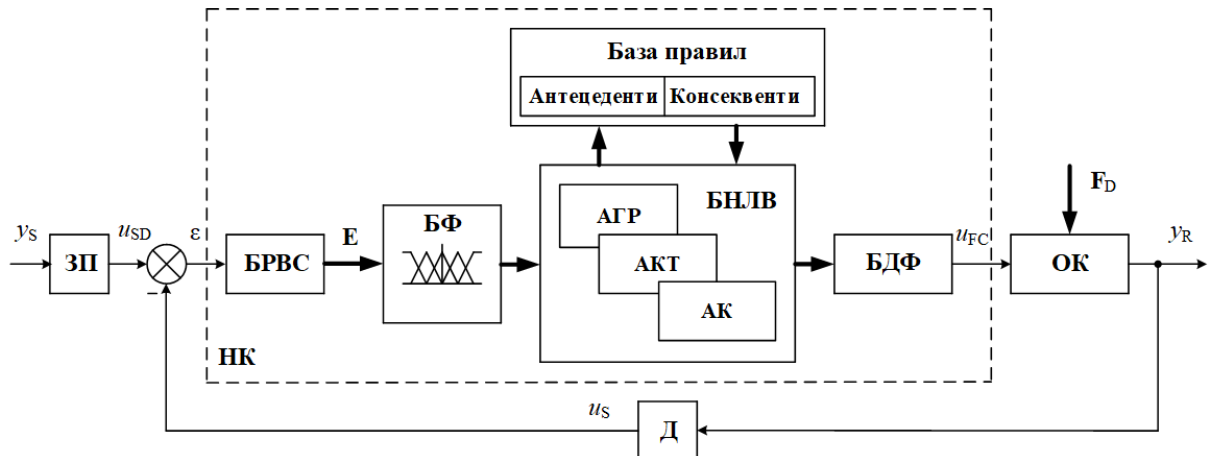 База правил
Антецеденти Консеквенти
y_S
ЗП
u_SD
−
ε
БРВС
E
БФ
БНЛВ
АГР
АКТ
АК
БДФ
u_FC
F_D
ОК
y_R
НК
u_S
Д